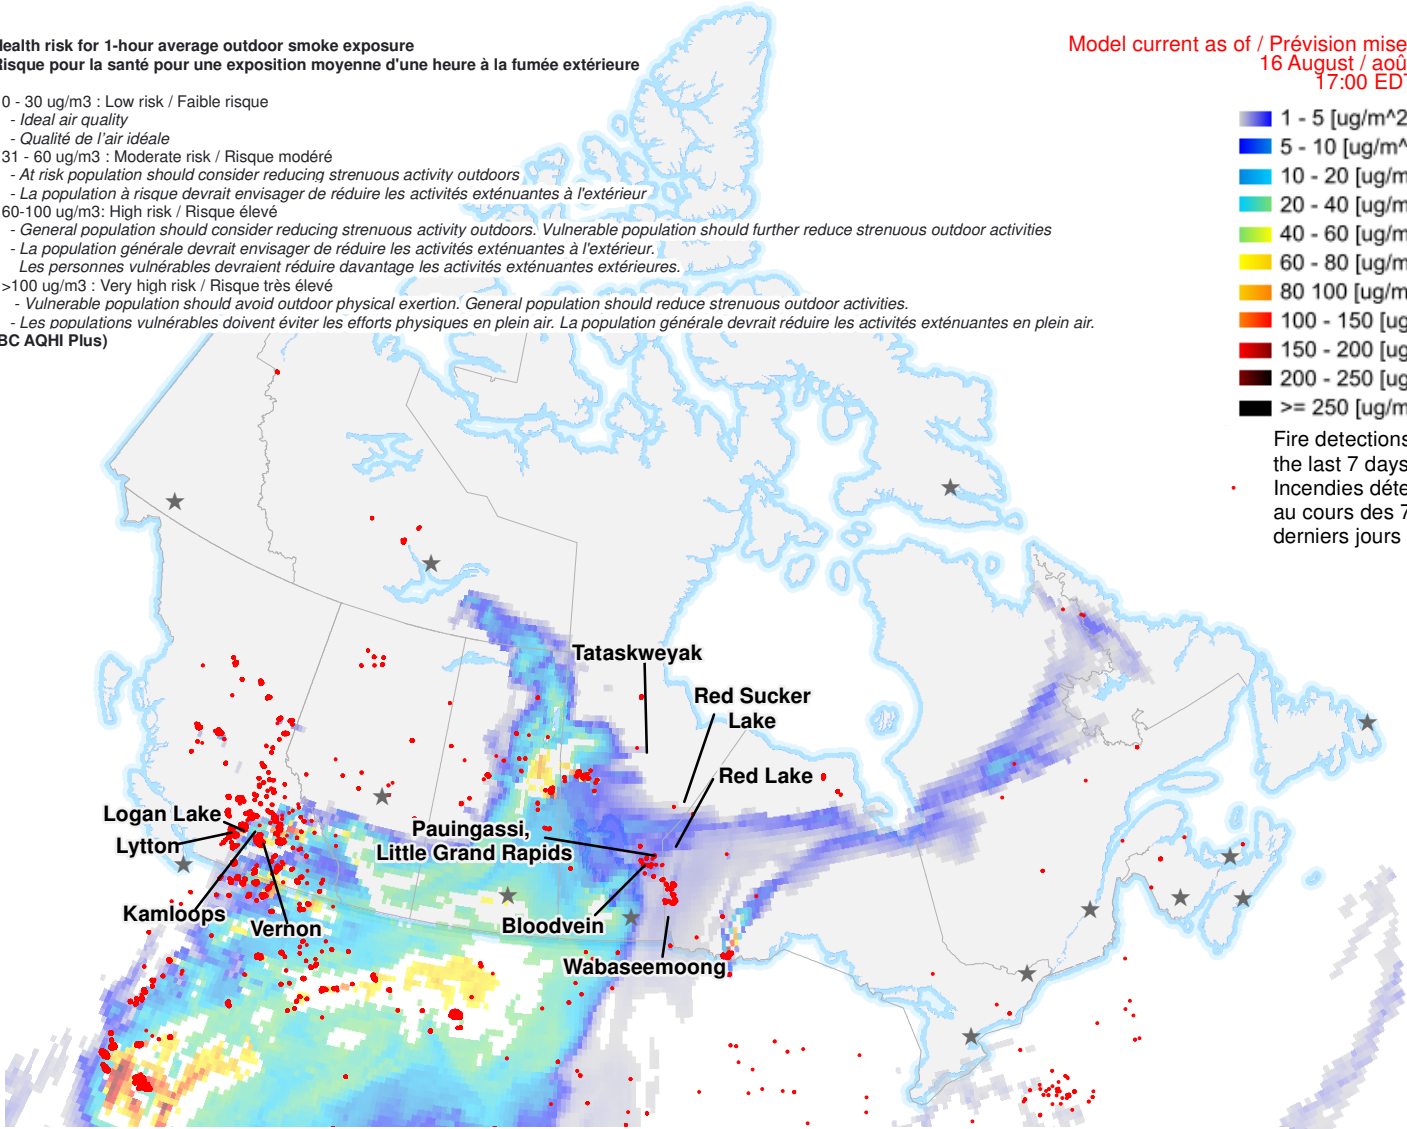 Health risk for 1-hour average outdoor smoke exposure
Risque pour la santé pour une exposition moyenne d'une heure à la fumée extérieure
0 - 30 ug/m3 : Low risk / Faible risque
- Ideal air quality
- Qualité de l'air idéale
31 - 60 ug/m3 : Moderate risk / Risque modéré
- At risk population should consider reducing strenuous activity outdoors
- La population à risque devrait envisager de réduire les activités exténuantes à l'extérieur
60-100 ug/m3: High risk / Risque élevé
- General population should consider reducing strenuous activity outdoors. Vulnerable population should further reduce strenuous outdoor activities
- La population générale devrait envisager de réduire les activités exténuantes à l'extérieur.
Les personnes vulnérables devraient réduire davantage les activités exténuantes extérieures.
>100 ug/m3 : Very high risk / Risque très élevé
- Vulnerable population should avoid outdoor physical exertion. General population should reduce strenuous outdoor activities.
- Les populations vulnérables doivent éviter les efforts physiques en plein air. La population générale devrait réduire les activités exténuantes en plein air.
BC AQHI Plus)
Model current as of / Prévision mise
16 August / aoû
17:00 EDT
1 - 5 [ug/m^2
5 - 10 [ug/m^
10 - 20 [ug/m
20 - 40 [ug/m
40 - 60 [ug/m
60 - 80 [ug/m
80 100 [ug/m
100 - 150 [ug
150 - 200 [ug
200 - 250 [ug
>= 250 [ug/m
Fire detections
the last 7 days
Incendies déte
au cours des 7
derniers jours
Tataskweyak
Red Sucker
Lake
Red Lake
Logan Lake
Lytton
Pauingassi,
Little Grand Rapids
Kamloops
Vernon
Bloodvein
Wabaseemoong